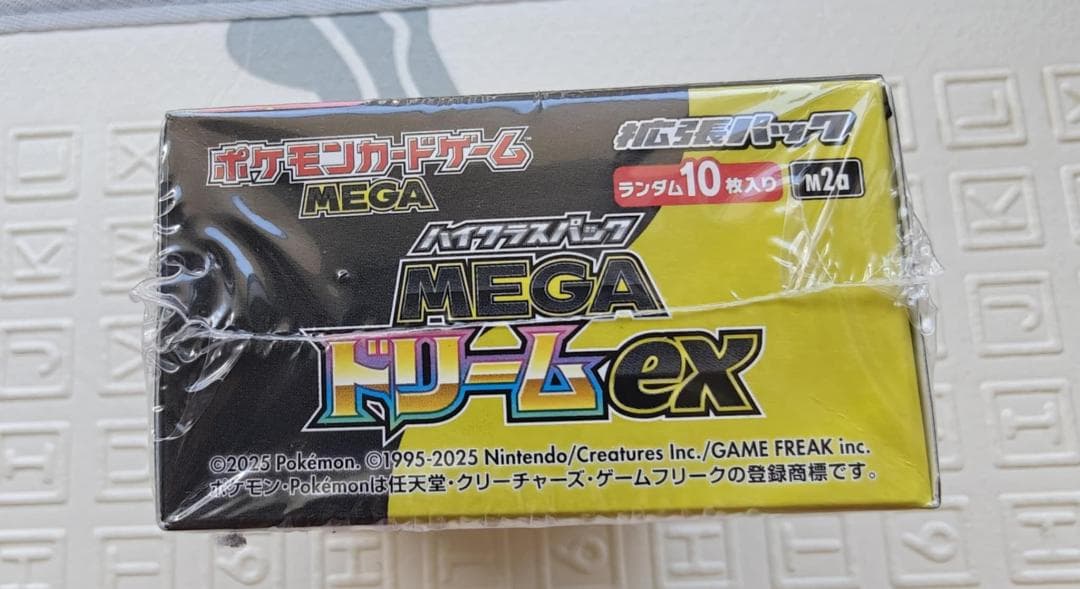 ポケモンカードゲーム
MEGA
拡張パック
ランダム10枚入り M2a
ハイクラスパック
MEGA
ドリームex
©2025 Pokémon. ©1995-2025 Nintendo/Creatures Inc./GAME FREAK inc.
ポケモン・Pokémonは任天堂・クリーチャーズ・ゲームフリークの登録商標です。